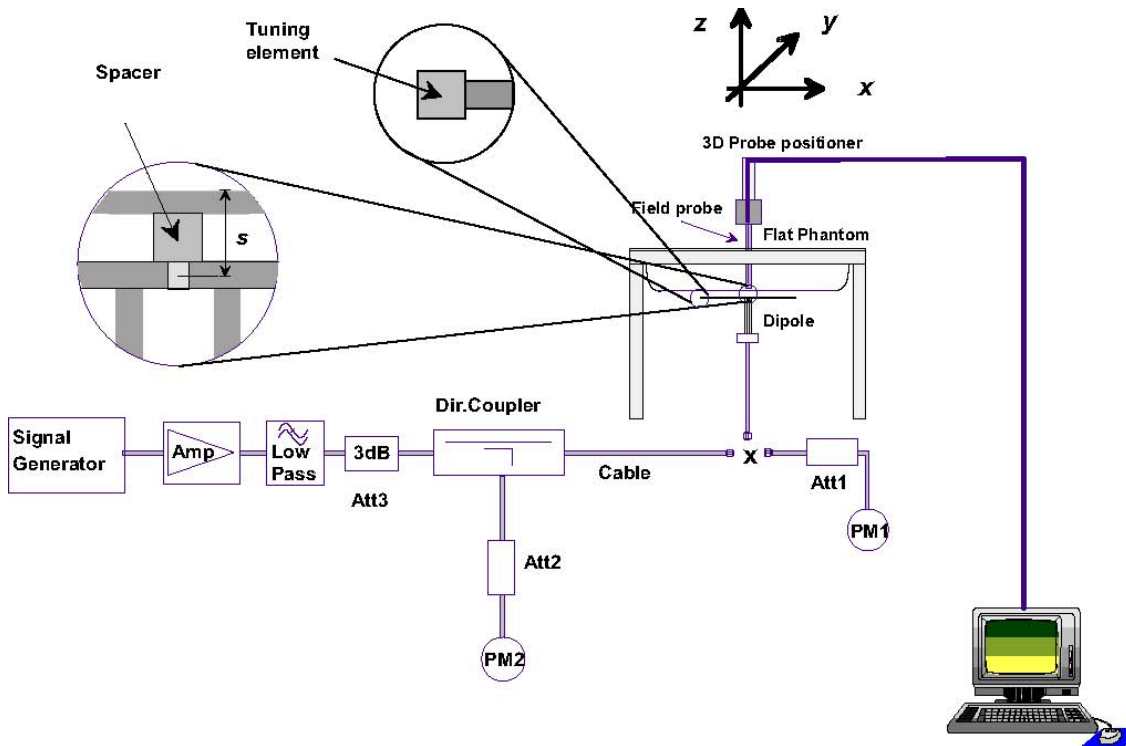 Tuning
element
Spacer
z
y
x
3D Probe positioner
Field probe
Flat Phantom
s
Dipole
Dir.Coupler
Signal
Generator
Amp
Low
Pass
3dB
Att3
Cable
X
Att1
PM1
Att2
PM2